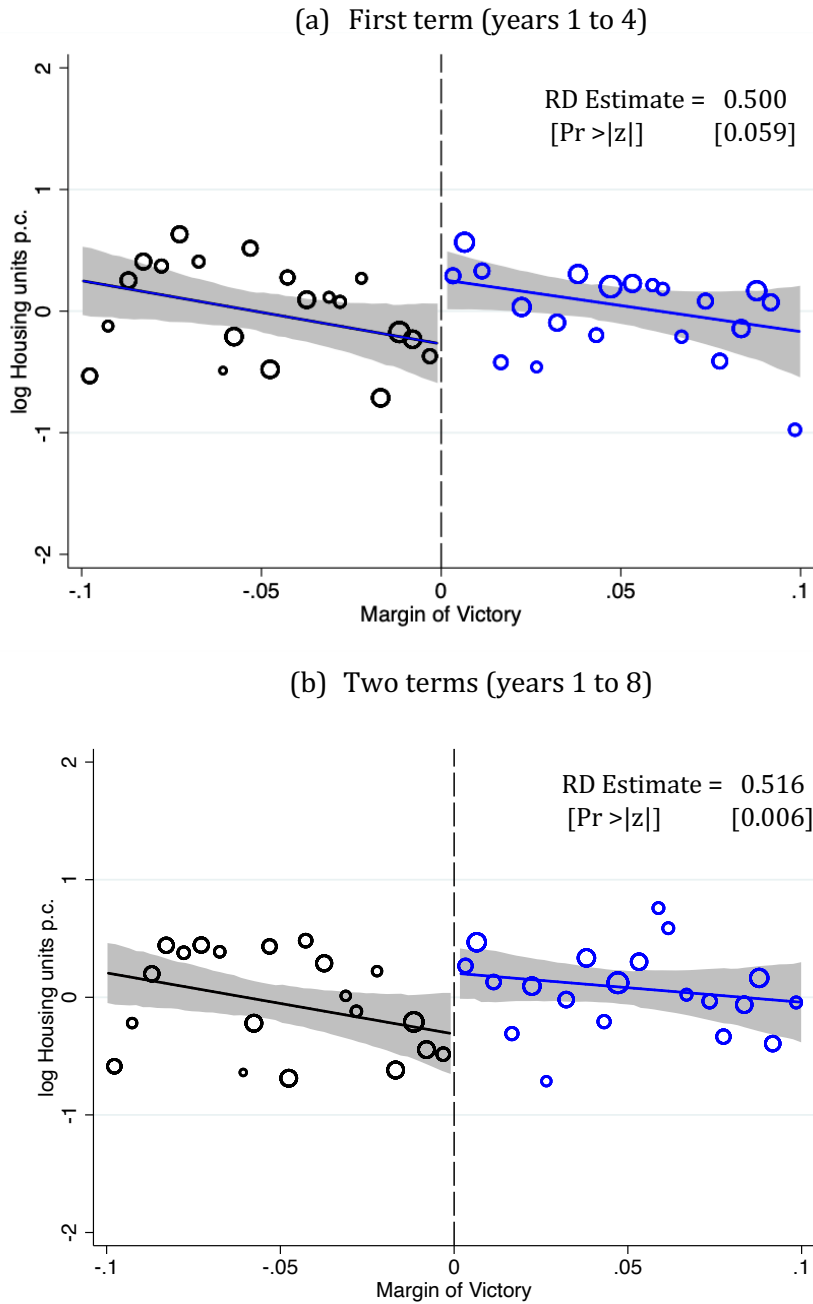 (a) First term (years 1 to 4)
2
RD Estimate = 0.500
[Pr >|z|] [0.059]
1
log Housing units p.c.
0
-1
-2
-.1 -.05 0 .05 .1
Margin of Victory
(b) Two terms (years 1 to 8)
2
RD Estimate = 0.516
[Pr >|z|] [0.006]
1
log Housing units p.c.
0
-1
-2
-.1 -.05 0 .05 .1
Margin of Victory